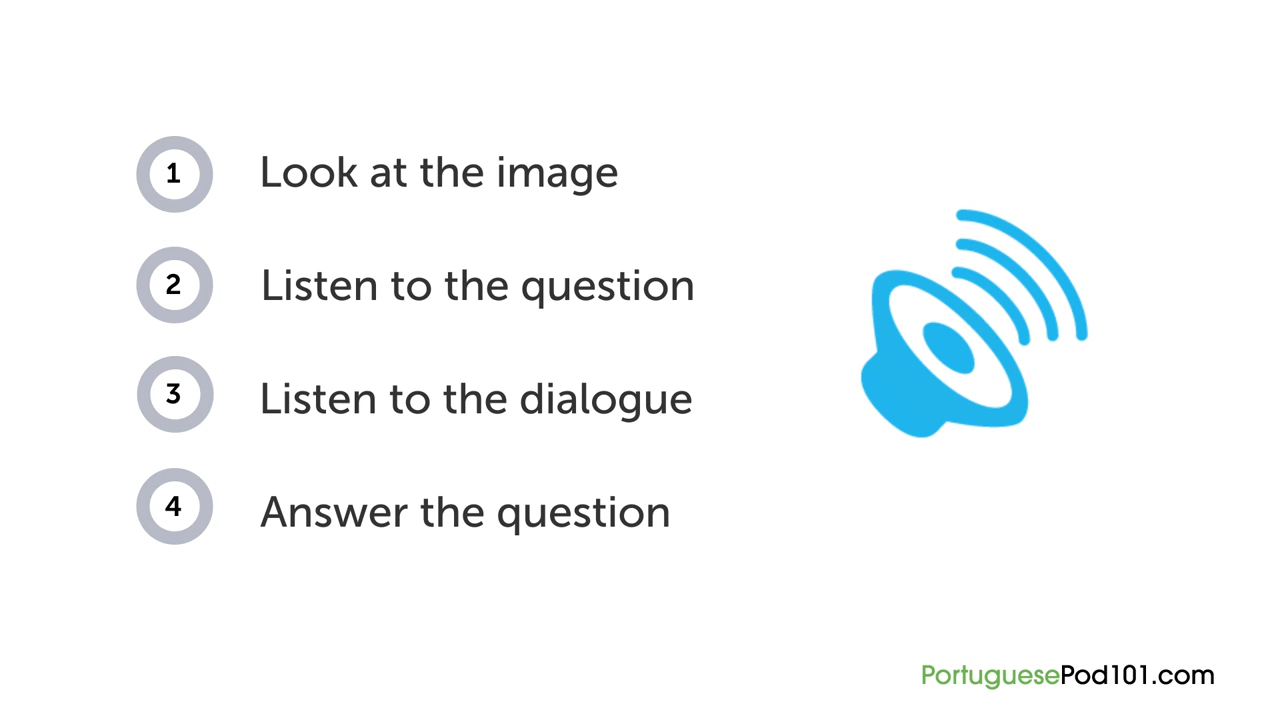 1 Look at the image
2 Listen to the question
3 Listen to the dialogue
4 Answer the question
PortuguesePod101.com